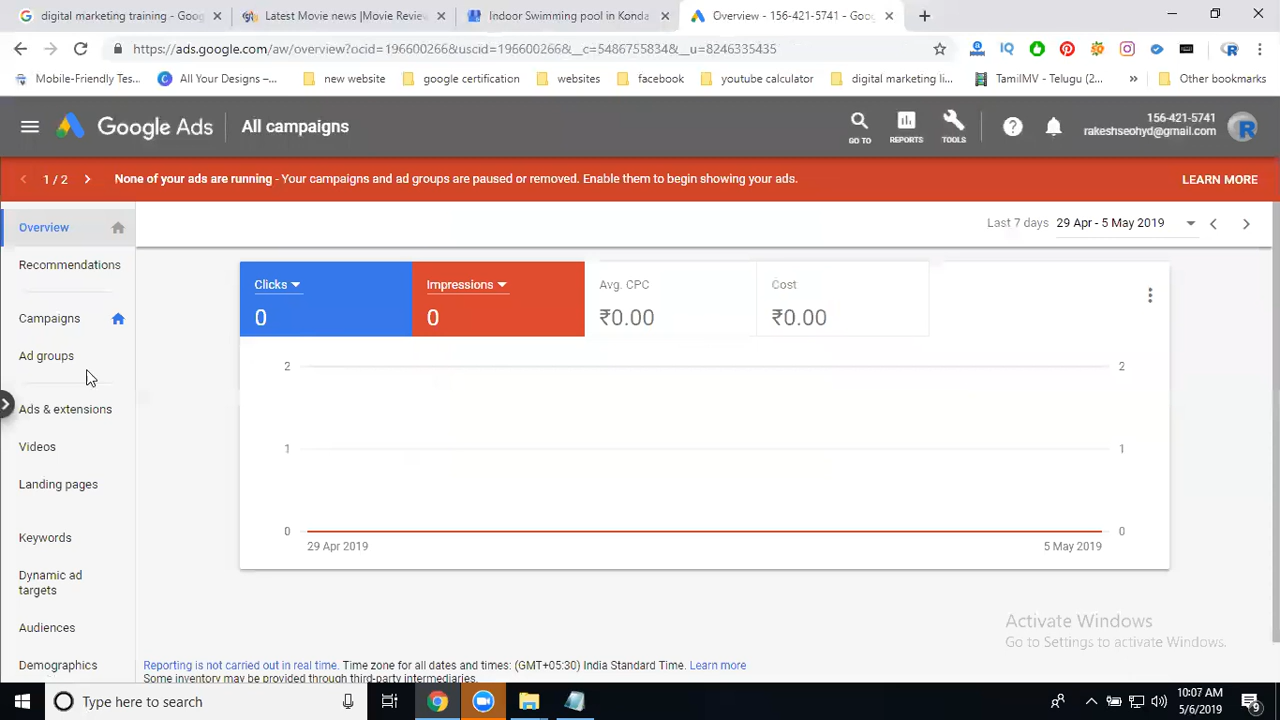 digital marketing training - Goog
Latest Movie news |Movie Review
Indoor Swimming pool in Konda
Overview - 156-421-5741 - Goog
https://ads.google.com/aw/overview?ocid=196600266&uscid=196600266&__c=5486755834&__u=8246335435
Mobile-Friendly Tes...
All Your Designs –...
new website
google certification
websites
facebook
youtube calculator
digital marketing li...
TamilMV - Telugu (2...
»
Other bookmarks
Google Ads
All campaigns
GO TO
REPORTS
TOOLS
156-421-5741
rakeshseohyd@gmail.com
1 / 2
None of your ads are running - Your campaigns and ad groups are paused or removed. Enable them to begin showing your ads.
LEARN MORE
Overview
Last 7 days 29 Apr - 5 May 2019
Recommendations
Campaigns
Ad groups
Ads & extensions
Videos
Landing pages
Keywords
Dynamic ad
targets
Audiences
Demographics
Clicks
0
Impressions
0
Avg. CPC
₹0.00
Cost
₹0.00
2
2
1
1
0
0
29 Apr 2019
5 May 2019
Activate Windows
Go to Settings to activate Windows.
Reporting is not carried out in real time. Time zone for all dates and times: (GMT+05:30) India Standard Time. Learn more
Some inventory may be provided through third-party intermediaries.
Type here to search
10:07 AM
5/6/2019
9